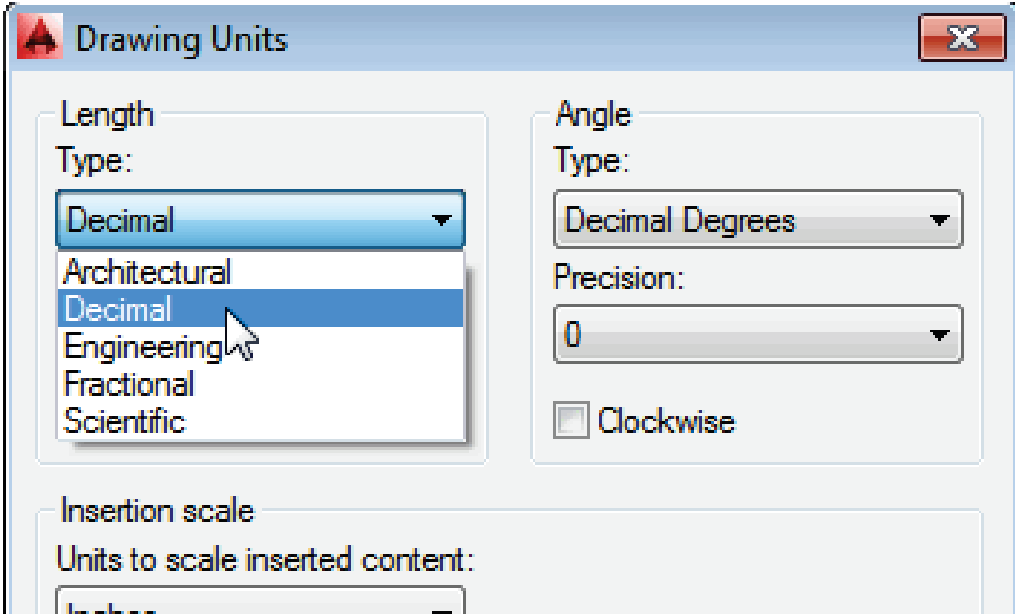 Drawing Units
Length
Type:
Decimal
Architectural
Decimal
Engineering
Fractional
Scientific
Angle
Type:
Decimal Degrees
Precision:
0
Clockwise
Insertion scale
Units to scale inserted content: